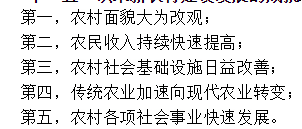 第一，农村面貌大为改观；
第二，农民收入持续快速提高；
第三，农村社会基础设施日益改善；
第四，传统农业加速向现代农业转变；
第五，农村各项社会事业快速发展。